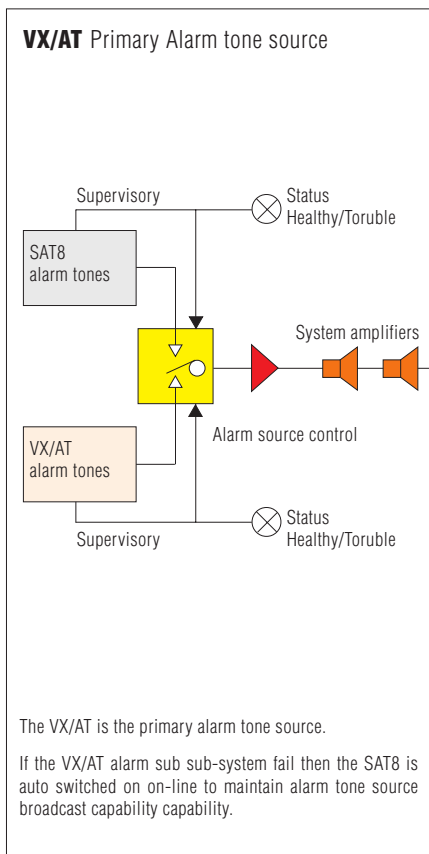 VX/AT Primary Alarm tone source
Supervisory
Status
Healthy/Toruble
SAT8
alarm tones
System amplifiers
Alarm source control
VX/AT
alarm tones
Status
Healthy/Toruble
Supervisory
The VX/AT is the primary alarm tone source.
If the VX/AT alarm sub sub-system fail then the SAT8 is
auto switched on on-line to maintain alarm tone source
broadcast capability capability.